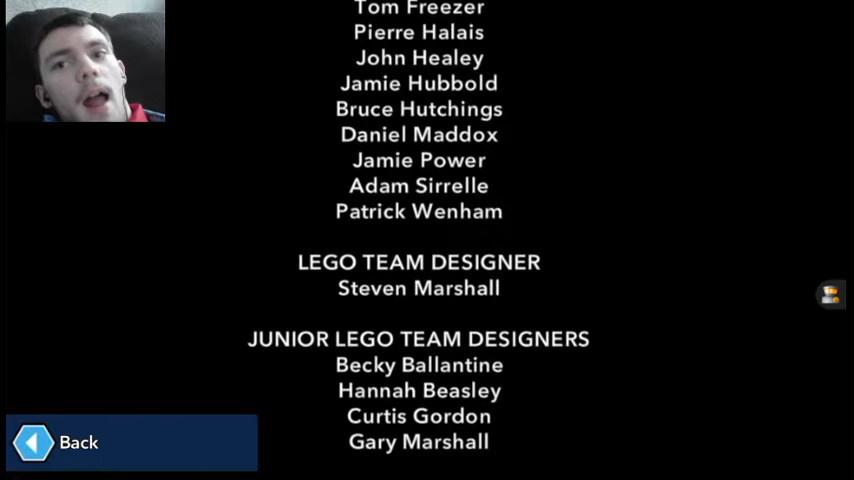 Tom Freezer
Pierre Halais
John Healey
Jamie Hubbold
Bruce Hutchings
Daniel Maddox
Jamie Power
Adam Sirrelle
Patrick Wenham
LEGO TEAM DESIGNER
Steven Marshall
JUNIOR LEGO TEAM DESIGNERS
Becky Ballantine
Hannah Beasley
Curtis Gordon
Gary Marshall
Back